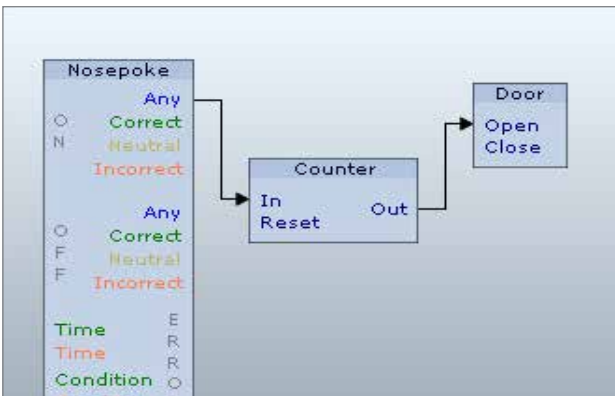 Nosepoke
Any
Correct
Neutral
Incorrect
O
N
Any
Correct
Neutral
Incorrect
O
F
F
Time
Time
Condition
E
R
R
O
Counter
In
Reset
Out
Door
Open
Close